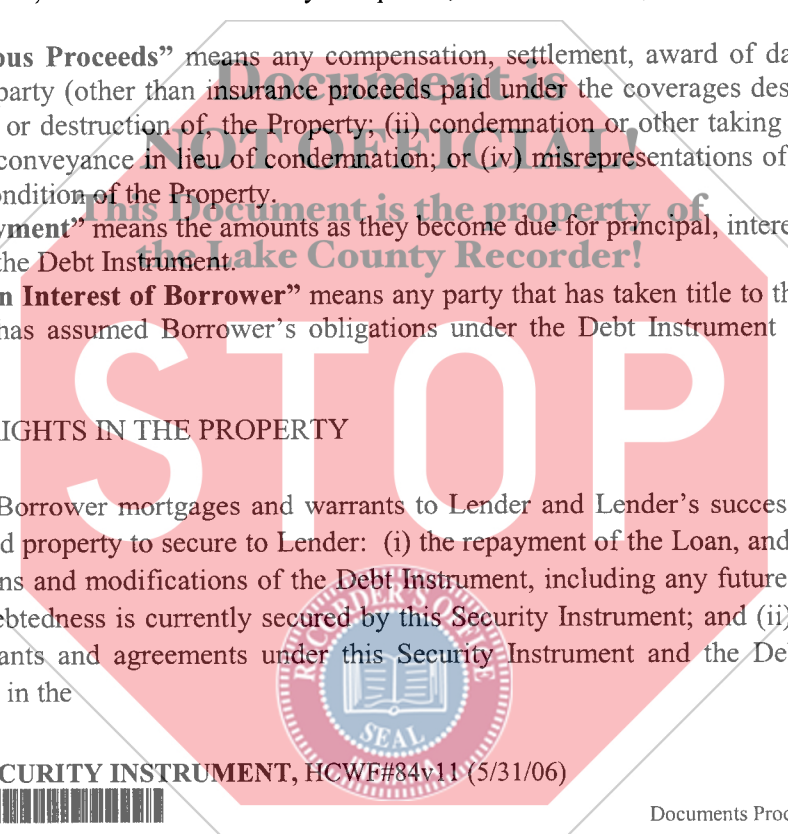 ous Proceeds” means any compensation, settlement, award of da
Document is
party (other than insurance proceeds paid under the coverages des
or destruction of, the Property; (ii) condemnation or other taking
NOT OFFICIAL!
conveyance in lieu of condemnation; or (iv) misrepresentations of
ondition of the Property.
This Document is the property of
yment” means the amounts as they become due for principal, intere
the Lake County Recorder!
the Debt Instrument.
n Interest of Borrower” means any party that has taken title to th
has assumed Borrower’s obligations under the Debt Instrument
STOP
IGHTS IN THE PROPERTY
Borrower mortgages and warrants to Lender and Lender’s succes
d property to secure to Lender: (i) the repayment of the Loan, and
ns and modifications of the Debt Instrument, including any future
ebtedness is currently secured by this Security Instrument; and (ii)
ants and agreements under this Security Instrument and the De
in the
RECORDER'S OFFICE
SEAL
CURITY INSTRUMENT, HCWF#84v11 (5/31/06)
Documents Proc